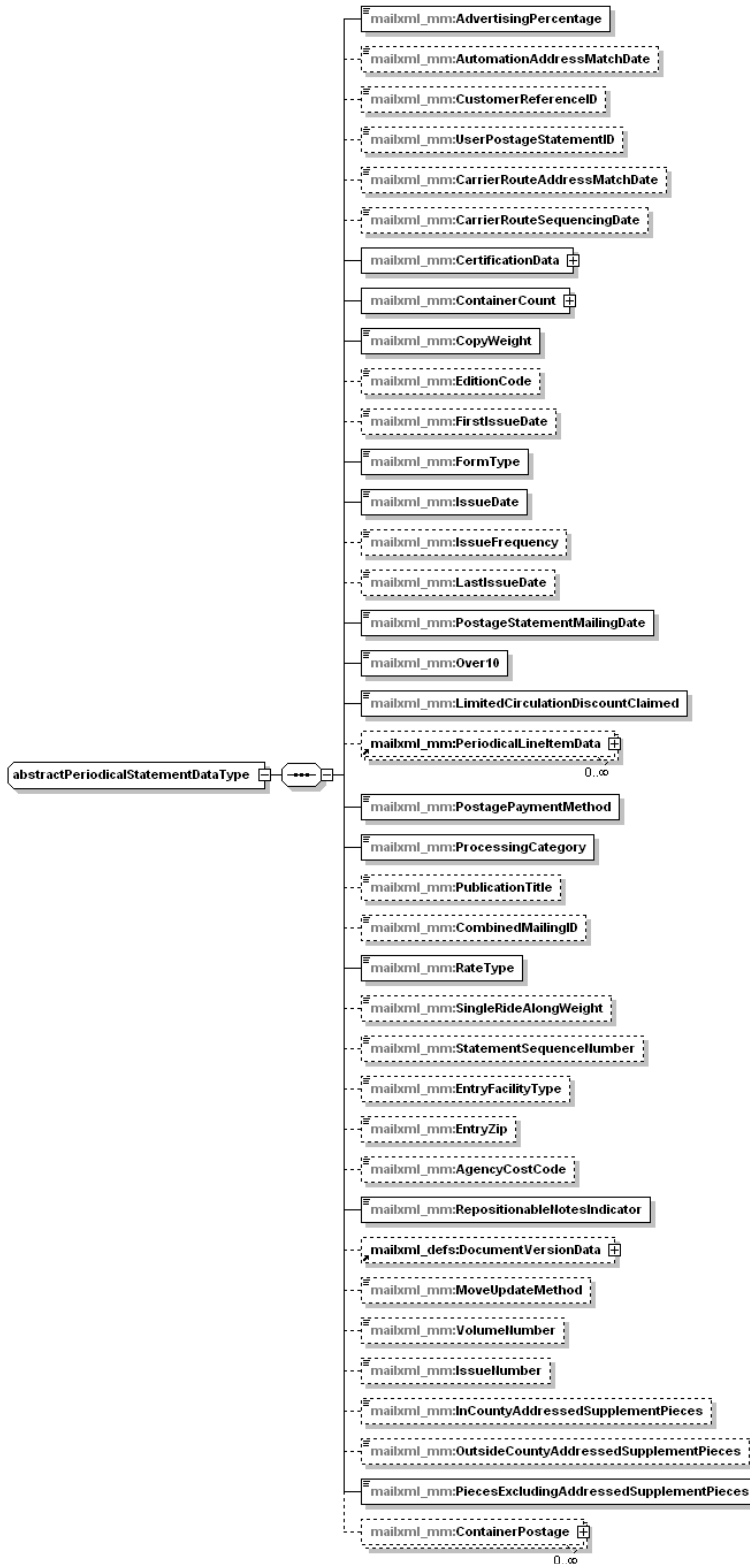 mailxml_mm:AdvertisingPercentage
mailxml_mm:AutomationAddressMatchDate
mailxml_mm:CustomerReferenceID
mailxml_mm:UserPostageStatementID
mailxml_mm:CarrierRouteAddressMatchDate
mailxml_mm:CarrierRouteSequencingDate
mailxml_mm:CertificationData
mailxml_mm:ContainerCount
mailxml_mm:CopyWeight
mailxml_mm:EditionCode
mailxml_mm:FirstIssueDate
mailxml_mm:FormType
mailxml_mm:IssueDate
mailxml_mm:IssueFrequency
mailxml_mm:LastIssueDate
mailxml_mm:PostageStatementMailingDate
mailxml_mm:Over10
mailxml_mm:LimitedCirculationDiscountClaimed
mailxml_mm:PeriodicalLineItemData
0..∞
abstractPeriodicalStatementDataType
mailxml_mm:PostagePaymentMethod
mailxml_mm:ProcessingCategory
mailxml_mm:PublicationTitle
mailxml_mm:CombinedMailingID
mailxml_mm:RateType
mailxml_mm:SingleRideAlongWeight
mailxml_mm:StatementSequenceNumber
mailxml_mm:EntryFacilityType
mailxml_mm:EntryZip
mailxml_mm:AgencyCostCode
mailxml_mm:RepositionableNotesIndicator
mailxml_defs:DocumentVersionData
mailxml_mm:MoveUpdateMethod
mailxml_mm:VolumeNumber
mailxml_mm:IssueNumber
mailxml_mm:InCountyAddressedSupplementPieces
mailxml_mm:OutsideCountyAddressedSupplementPieces
mailxml_mm:PiecesExcludingAddressedSupplementPieces
mailxml_mm:ContainerPostage
0..∞